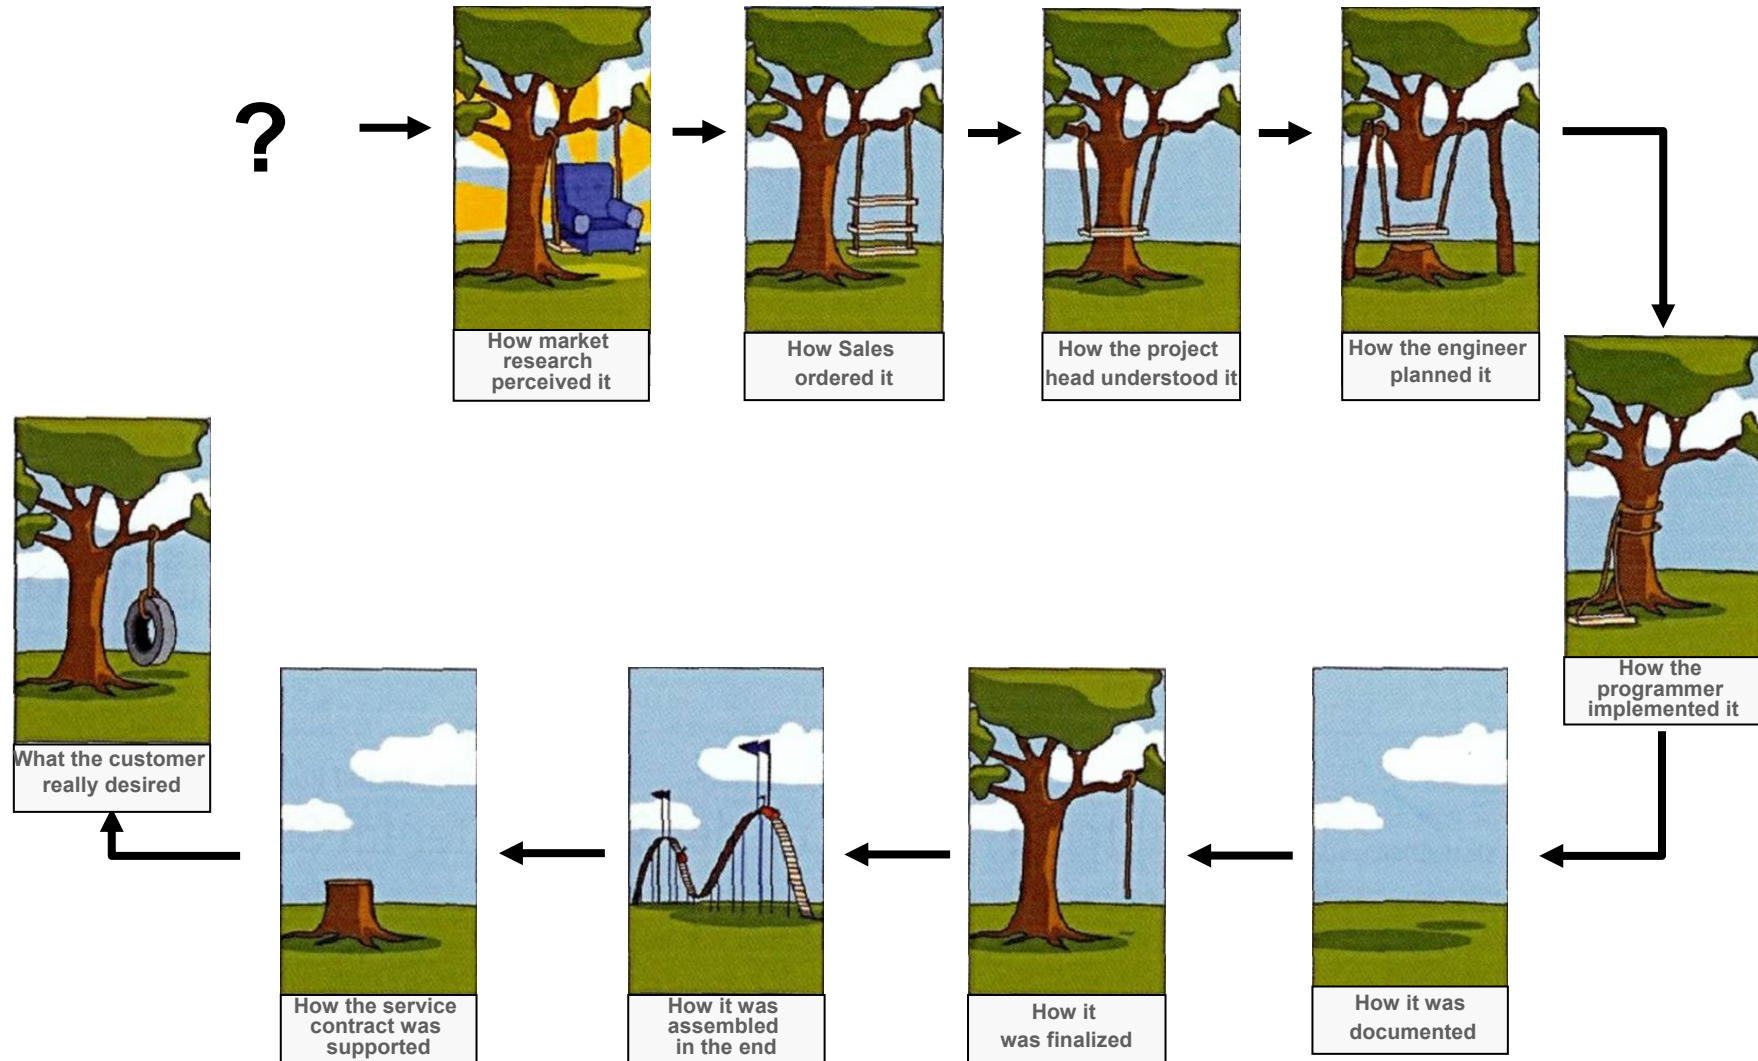 ?
How market
research
perceived it
How Sales
ordered it
How the project
head understood it
How the engineer
planned it
How the
programmer
implemented it
How it was
documented
How it
was finalized
How it was
assembled
in the end
How the service
contract was
supported
What the customer
really desired